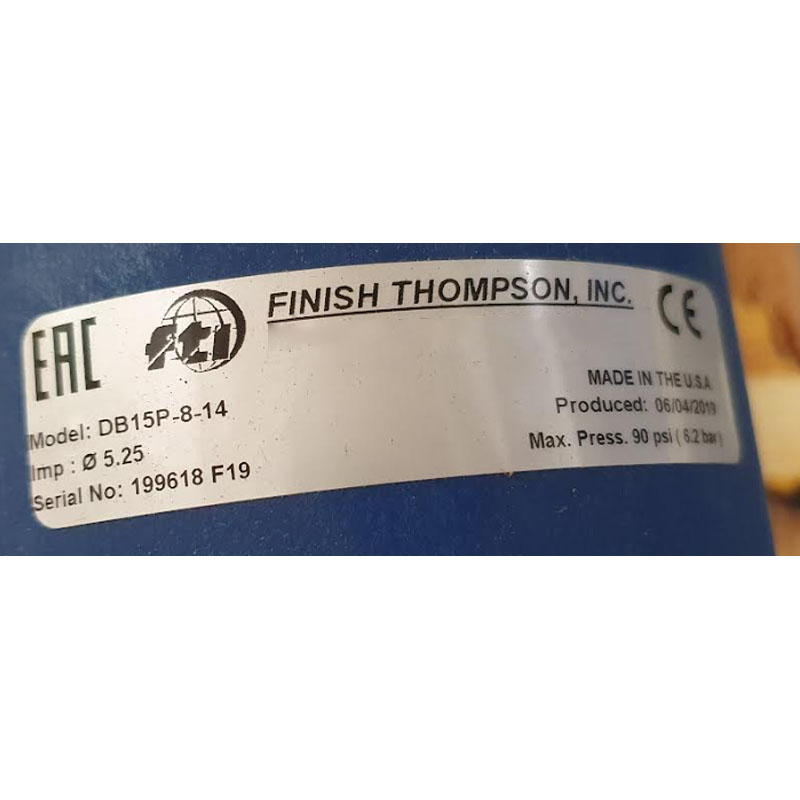 EAC
fti
FINISH THOMPSON, INC.
CE
Model: DB15P-8-14
Imp : Ø 5.25
Serial No: 199618 F19
MADE IN THE U.S.A
Produced: 06/04/2019
Max. Press. 90 psi ( 6.2 bar)